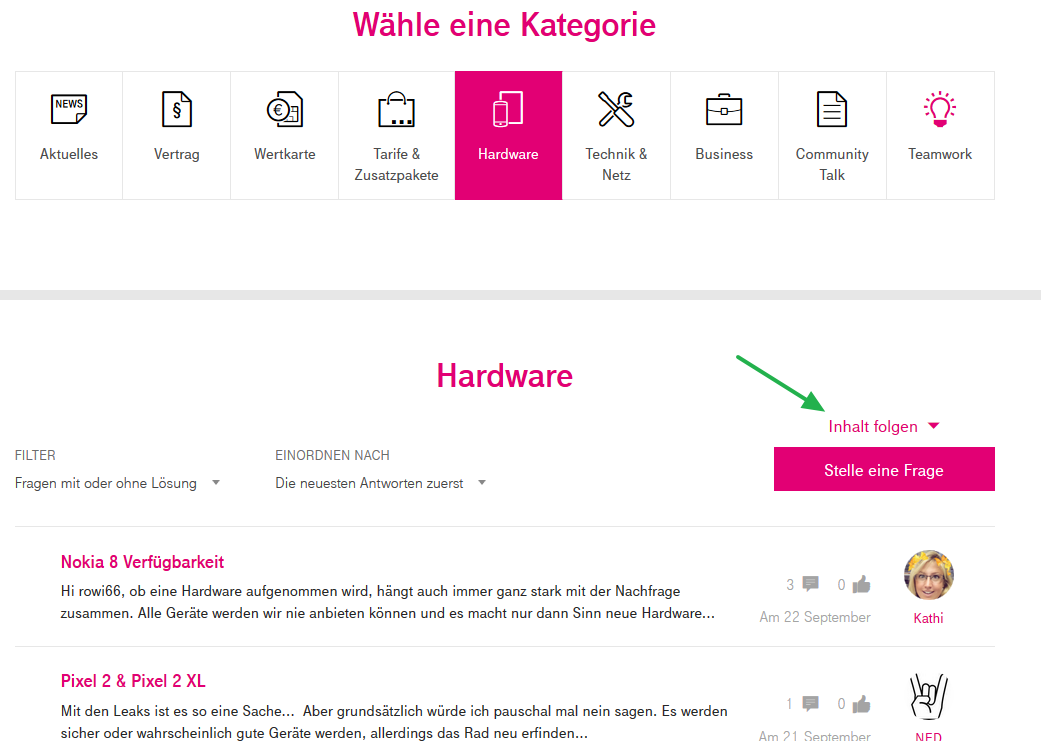 Wähle eine Kategorie
NEWS
§
€
Aktuelles
Vertrag
Wertkarte
Tarife &
Zusatzpakete
Hardware
Technik &
Netz
Business
Community
Talk
Teamwork
Hardware
Inhalt folgen
FILTER
EINORDNEN NACH
Fragen mit oder ohne Lösung
Die neuesten Antworten zuerst
Stelle eine Frage
Nokia 8 Verfügbarkeit
Hi rowi66, ob eine Hardware aufgenommen wird, hängt auch immer ganz stark mit der Nachfrage
zusammen. Alle Geräte werden wir nie anbieten können und es macht nur dann Sinn neue Hardware...
3 0
Am 22 September
Kathi
Pixel 2 & Pixel 2 XL
Mit den Leaks ist es so eine Sache... Aber grundsätzlich würde ich pauschal mal nein sagen. Es werden
sicher oder wahrscheinlich gute Geräte werden, allerdings das Rad neu erfinden...
1 0
Am 21 September
NED